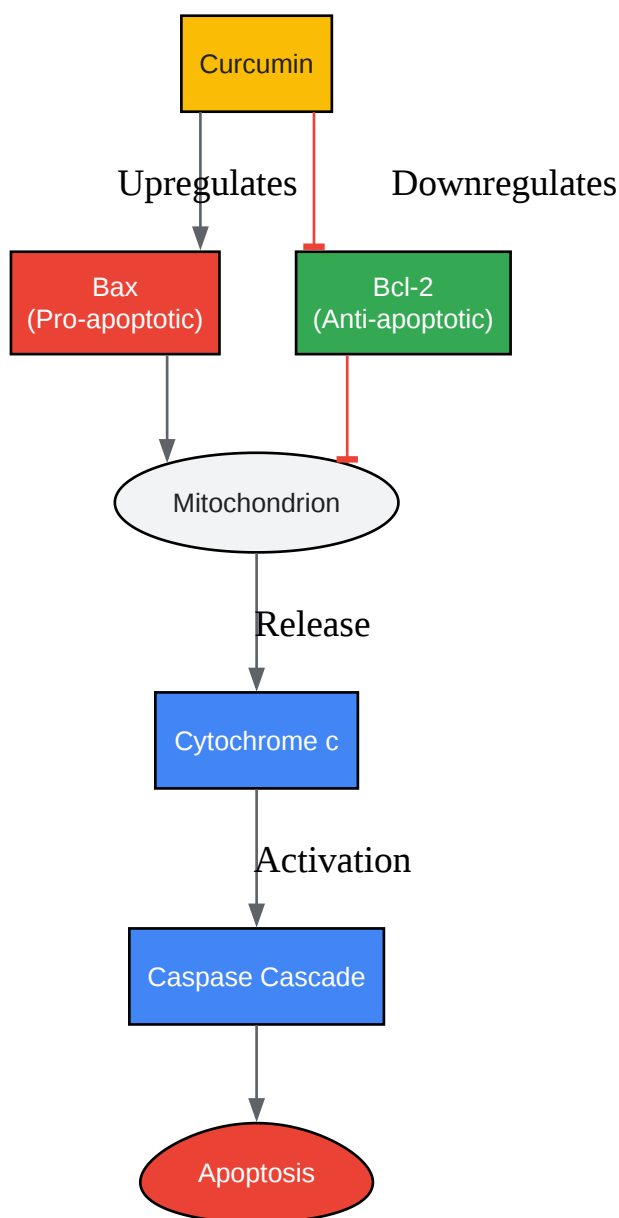 Curcumin
Upregulates
Downregulates
Bax
(Pro-apoptotic)
Bcl-2
(Anti-apoptotic)
Mitochondrion
Release
Cytochrome c
Activation
Caspase Cascade
Apoptosis